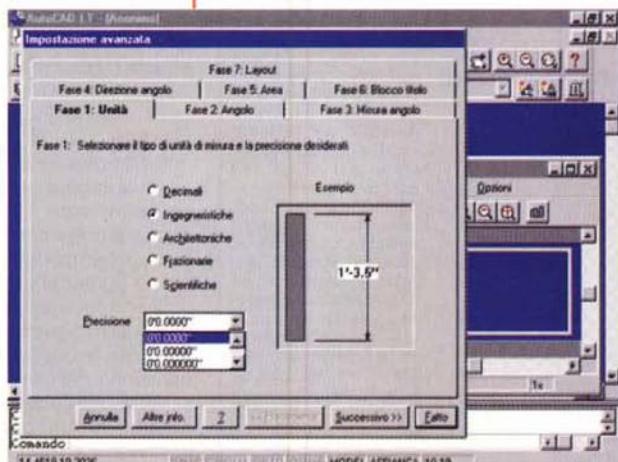 AutoCAD LT - [Anonimo]
Impostazione avanzata
Fase 7: Layout
Fase 4: Direzione angolo
Fase 5: Area
Fase 6: Blocco titolo
Fase 1: Unità
Fase 2: Angolo
Fase 3: Misura angolo
Fase 1: Selezionare il tipo di unità di misura e la precisione desiderati.
Decimali
Ingegneristiche
Architettoniche
Frazionarie
Scientifiche
Esempio
1'-3.5"
Precisione
0'0.0000"
0'0.0000"
0'0.00000"
0'0.000000"
Opzioni
1x
Annulla
Altre info.
?
Successivo >>
Fatto
Comando
MODEL AFFIANCA